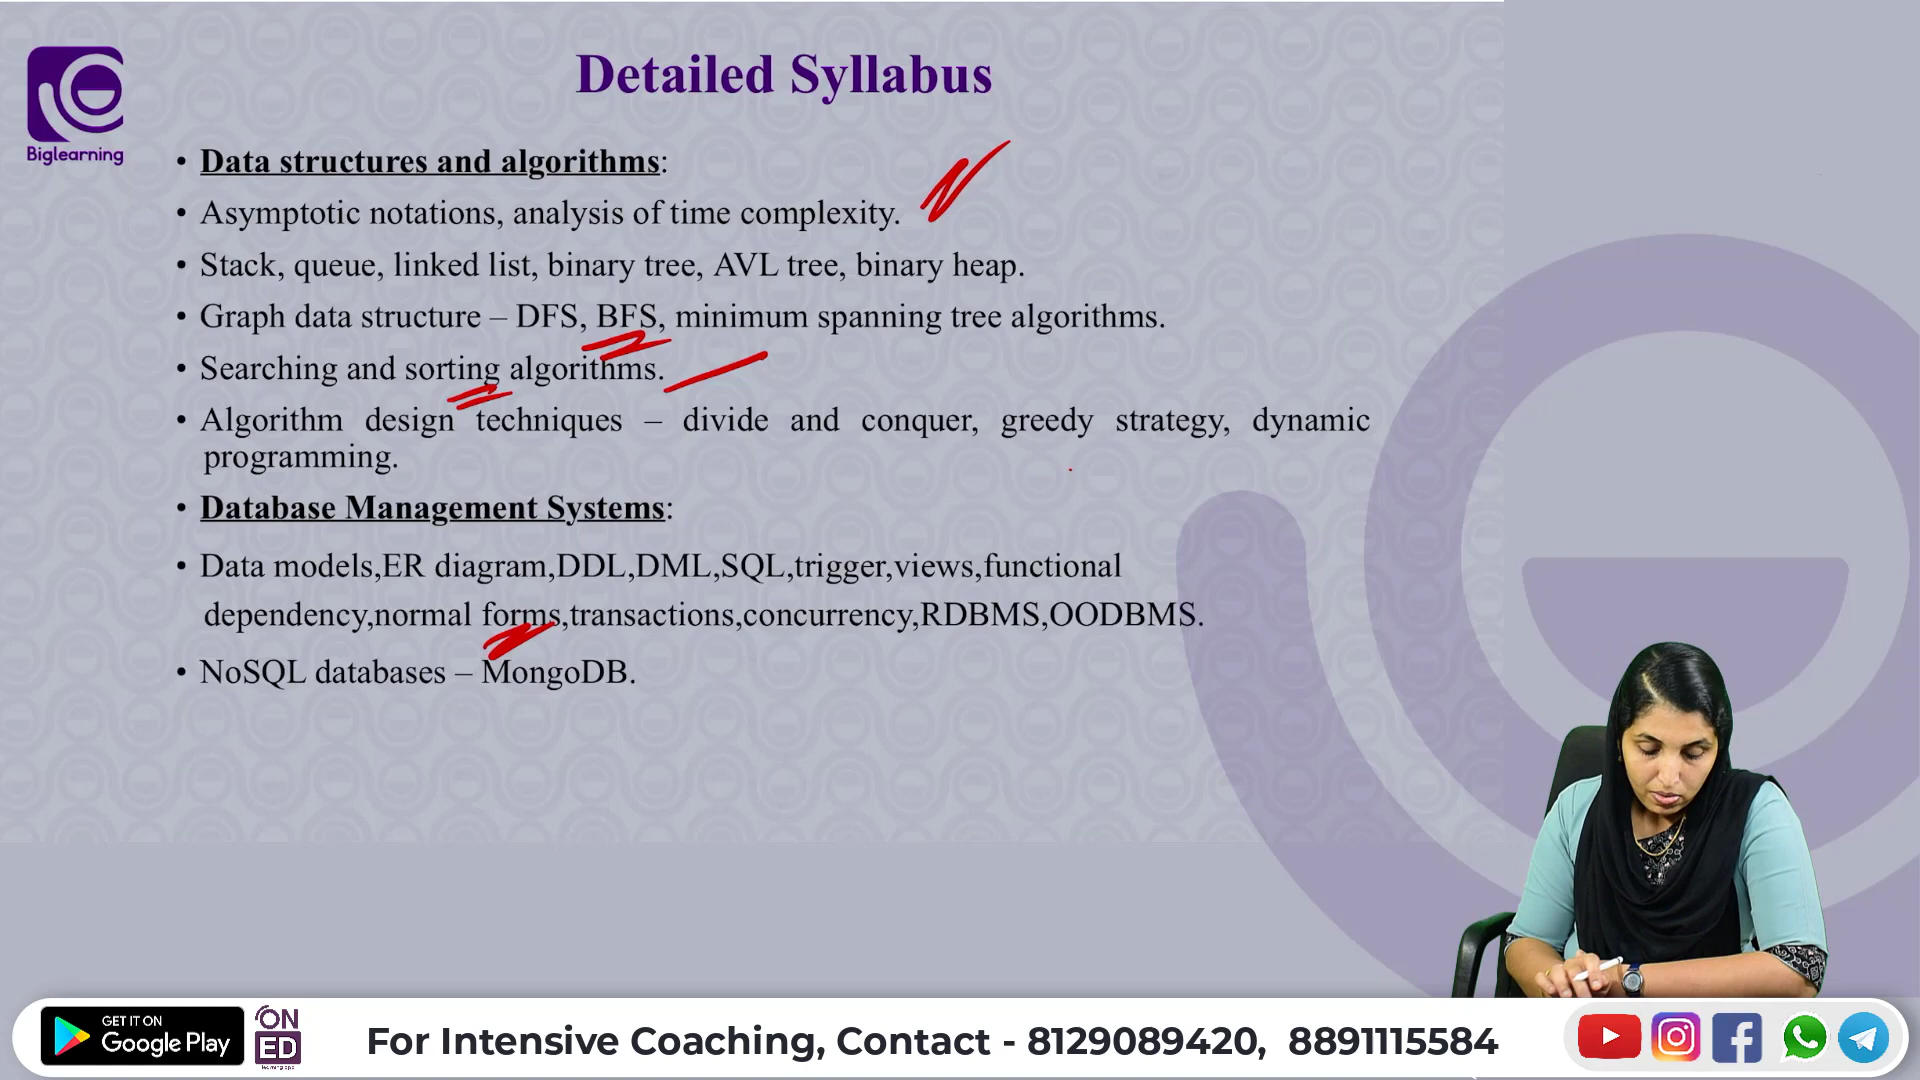 Detailed Syllabus
Biglearning
• Data structures and algorithms:
• Asymptotic notations, analysis of time complexity.
• Stack, queue, linked list, binary tree, AVL tree, binary heap.
• Graph data structure – DFS, BFS, minimum spanning tree algorithms.
• Searching and sorting algorithms.
• Algorithm design techniques – divide and conquer, greedy strategy, dynamic
programming.
• Database Management Systems:
• Data models,ER diagram,DDL,DML,SQL,trigger,views,functional
dependency,normal forms,transactions,concurrency,RDBMS,OODBMS.
• NoSQL databases – MongoDB.
GET IT ON
Google Play
ON
ED
For Intensive Coaching, Contact - 8129089420, 8891115584